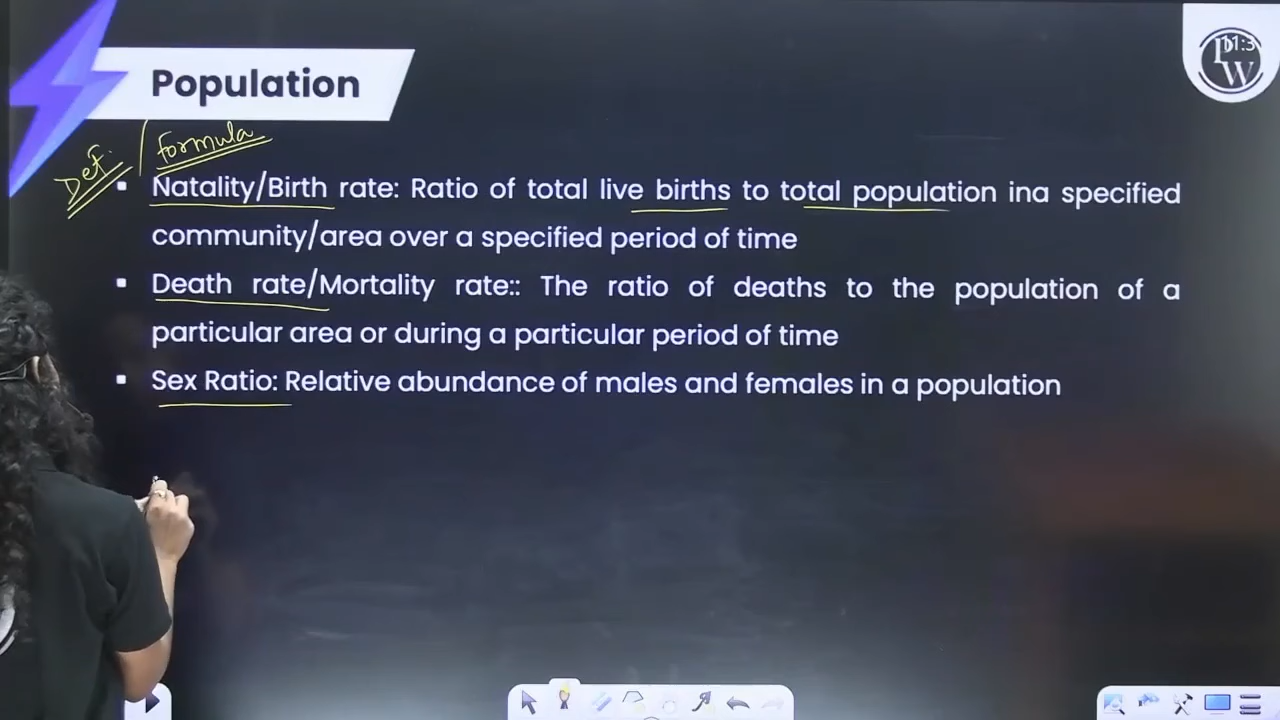 Population
Def. / Formula
▪ Natality/Birth rate: Ratio of total live births to total population ina specified
community/area over a specified period of time
▪ Death rate/Mortality rate:: The ratio of deaths to the population of a
particular area or during a particular period of time
▪ Sex Ratio: Relative abundance of males and females in a population
PW